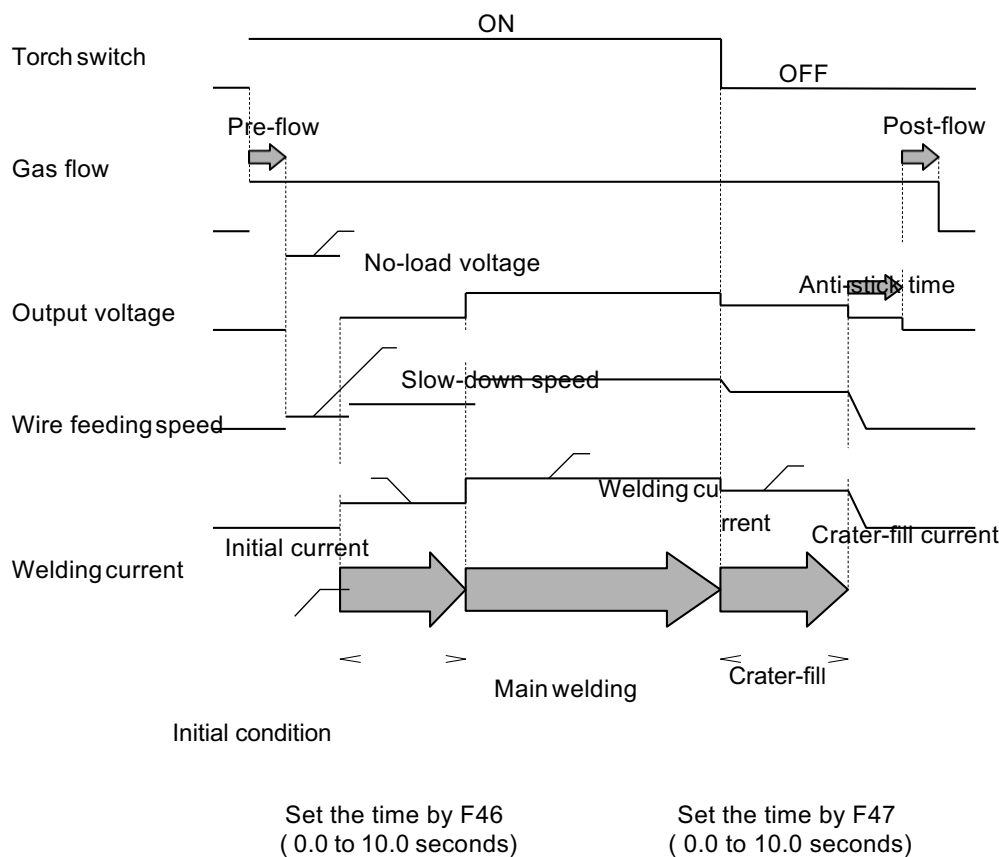 ON
Torch switch
OFF
Pre-flow
Post-flow
Gas flow
No-load voltage
Anti-stick time
Output voltage
Slow-down speed
Wire feeding speed
Welding cu
rrent
Initial current
Crater-fill current
Welding current
Crater-fill
Main welding
Initial condition
Set the time by F46
( 0.0 to 10.0 seconds)
Set the time by F47
( 0.0 to 10.0 seconds)